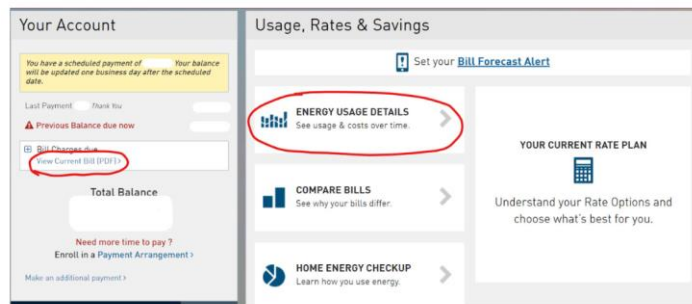 Your Account
You have a scheduled payment of Your balance
will be updated one business day after the scheduled
date.
Last Payment Thank You
Previous Balance due now
Bill Charges due
View Current Bill (PDF)
Total Balance
Need more time to pay ?
Enroll in a Payment Arrangement
Make an additional payment
Usage, Rates & Savings
Set your Bill Forecast Alert
ENERGY USAGE DETAILS
See usage & costs over time.
COMPARE BILLS
See why your bills differ.
HOME ENERGY CHECKUP
Learn how you use energy.
YOUR CURRENT RATE PLAN
Understand your Rate Options and
choose what's best for you.